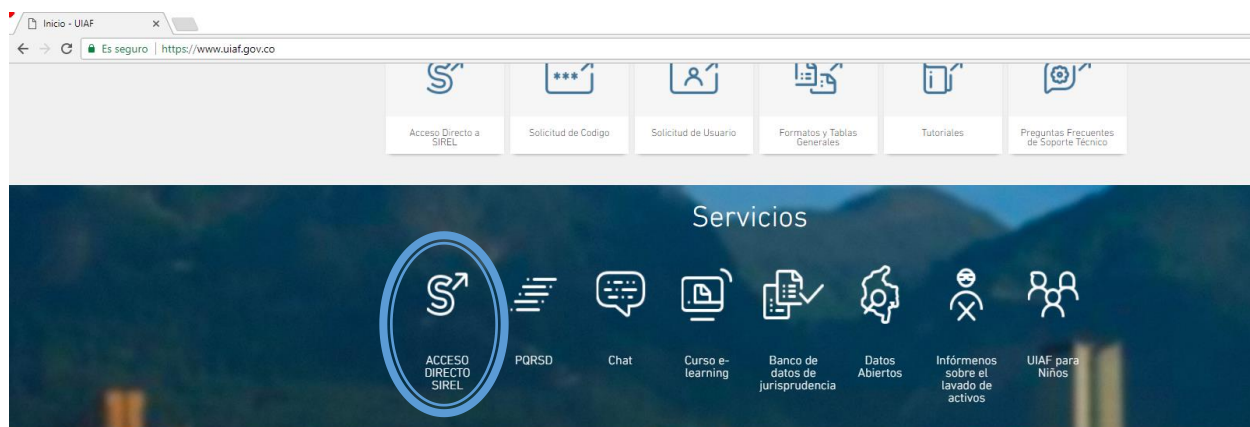 Inicio - UIAF
Es seguro | https://www.uiaf.gov.co
Acceso Directo a
SIREL
Solicitud de Codigo
Solicitud de Usuario
Formatos y Tablas
Generales
Tutoriales
Preguntas Frecuentes
de Soporte Técnico
Servicios
ACCESO
DIRECTO
SIREL
PQRSD
Chat
Curso e-
learning
Banco de
datos de
jurisprudencia
Datos
Abiertos
Infórmenos
sobre el
lavado de
activos
UIAF para
Niños